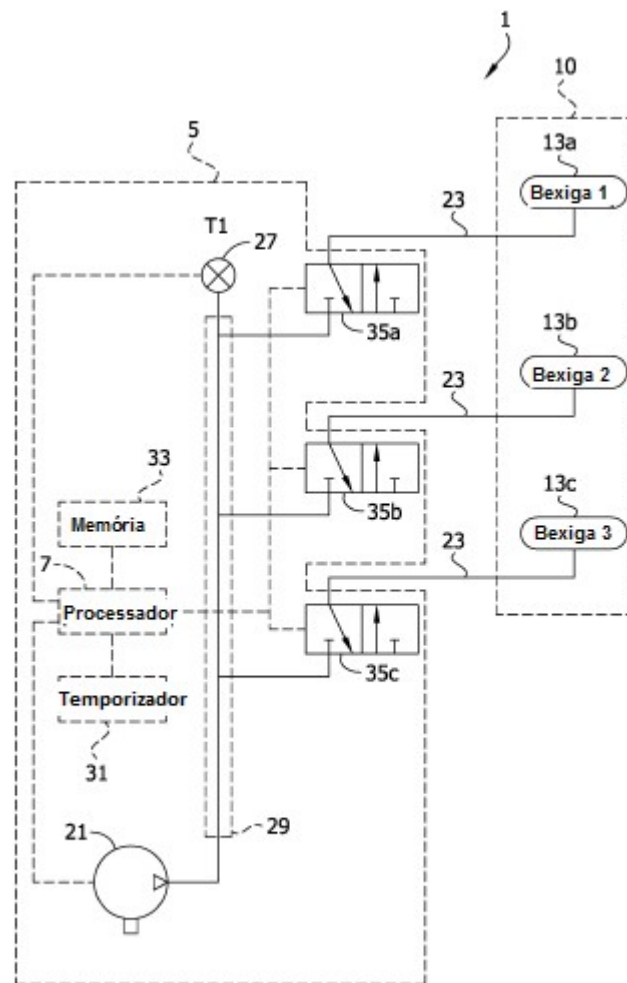 1
10
5
13a
Bexiga 1
T1
23
27
35a
13b
Bexiga 2
23
33
35b
Memória
13c
7
Bexiga 3
23
Processador
35c
Temporizador
31
21
29